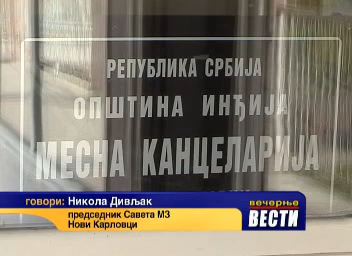 РЕПУБЛИКА СРБИЈА
ОПШТИНА ИНЂИЈА
МЕСНА КАНЦЕЛАРИЈА
говори: Никола Дивљак
председник Савета МЗ
Нови Карловци
вечерње
ВЕСТИ